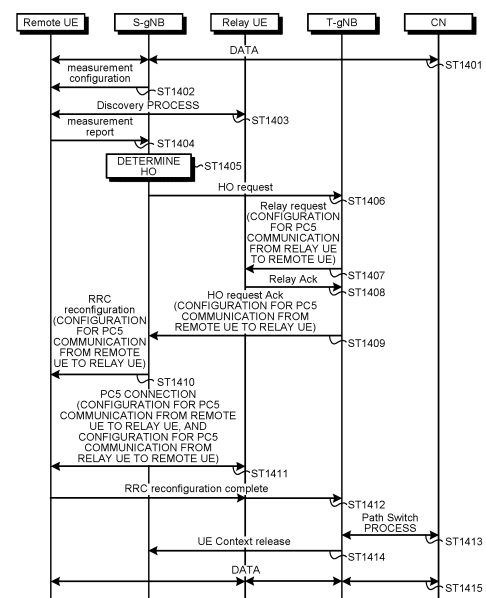 Remote UE
S-gNB
Relay UE
T-gNB
CN
DATA
ST1401
measurement
configuration
ST1402
Discovery PROCESS
ST1403
measurement
report
ST1404
DETERMINE
HO
ST1405
HO request
ST1406
Relay request
(CONFIGURATION
FOR PC5
COMMUNICATION
FROM RELAY UE
TO REMOTE UE)
ST1407
Relay Ack
ST1408
HO request Ack
(CONFIGURATION FOR PC5
COMMUNICATION FROM
REMOTE UE TO RELAY UE)
ST1409
RRC
reconfiguration
(CONFIGURATION
FOR PC5
COMMUNICATION
FROM REMOTE
UE TO RELAY UE)
ST1410
PC5 CONNECTION
(CONFIGURATION FOR PC5
COMMUNICATION FROM REMOTE
UE TO RELAY UE, AND
CONFIGURATION FOR PC5
COMMUNICATION FROM
RELAY UE TO REMOTE UE)
ST1411
RRC reconfiguration complete
ST1412
Path Switch
PROCESS
ST1413
UE Context release
ST1414
DATA
ST1415